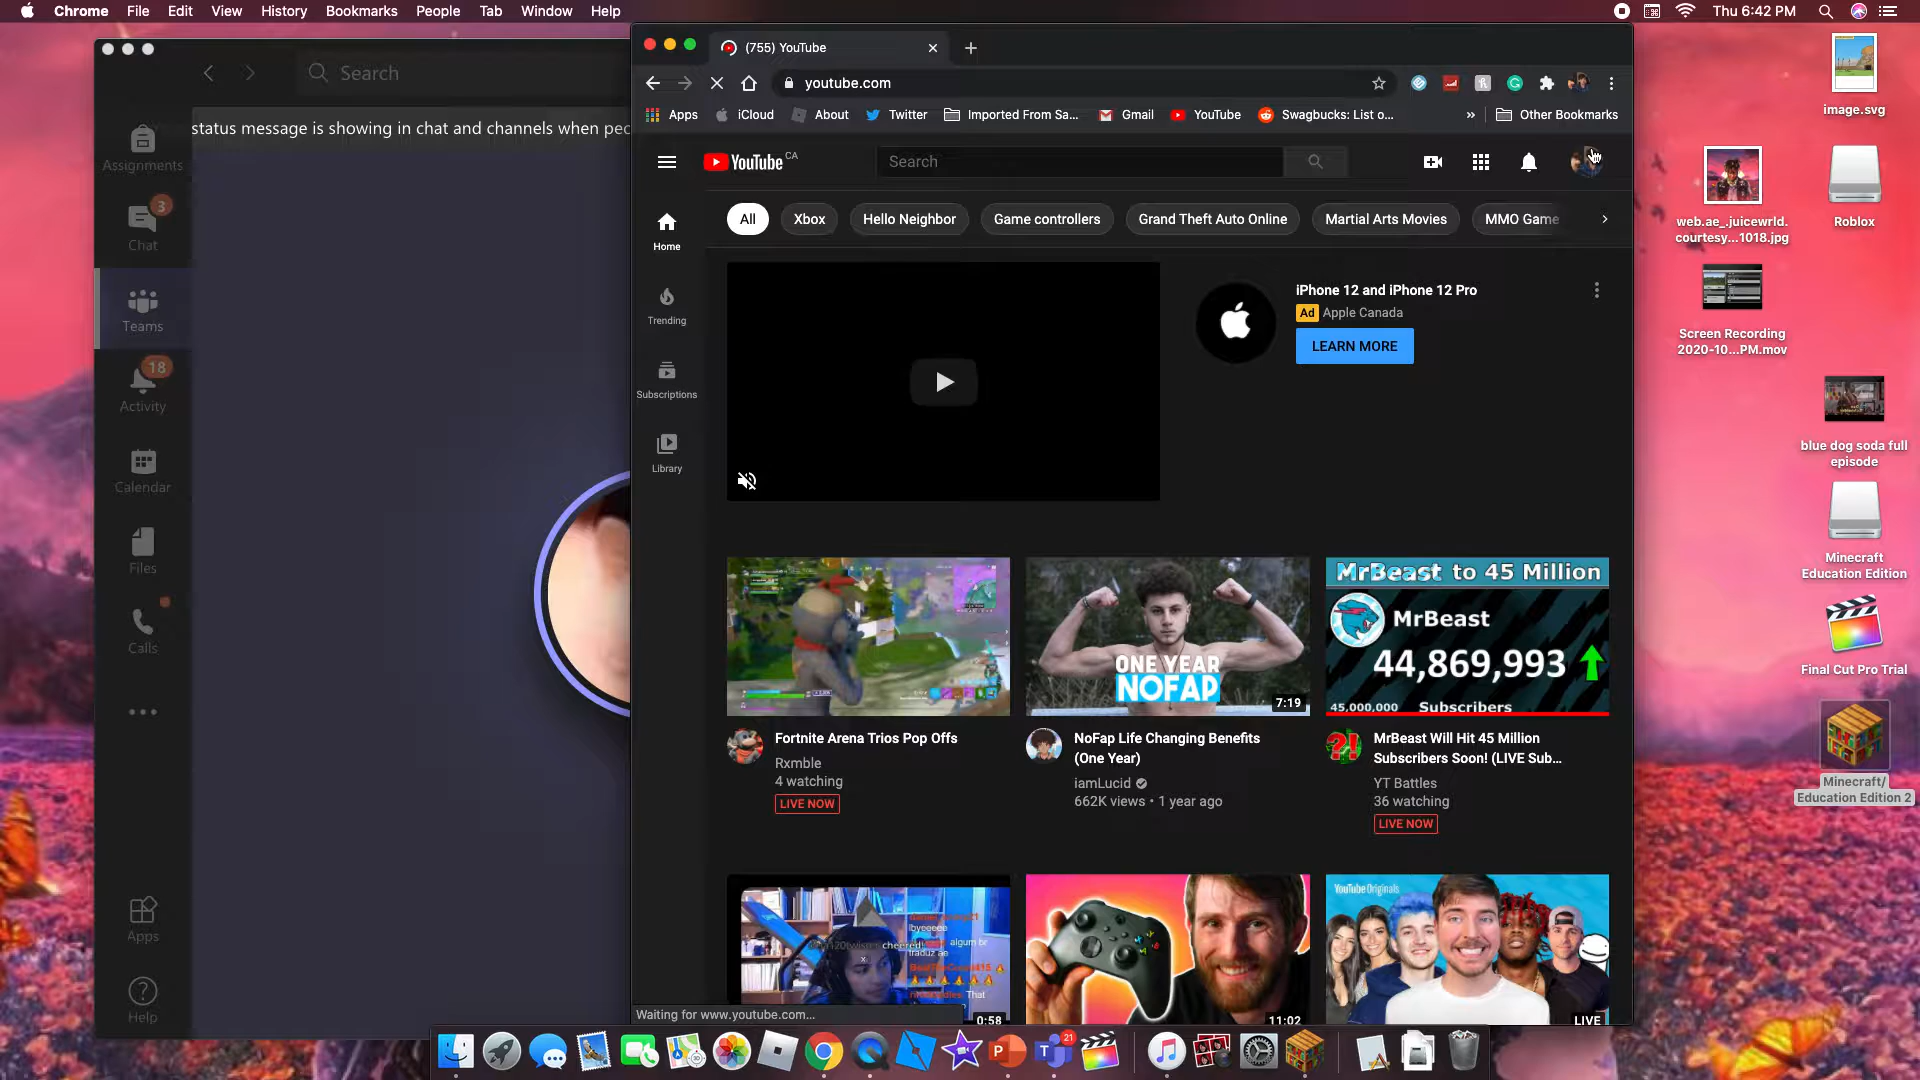 Chrome File Edit View History Bookmarks People Tab Window Help
Thu 6:42 PM
Search
status message is showing in chat and channels when peo
Assignments
3
Chat
Teams
18
Activity
Calendar
Files
Calls
Apps
Help
(755) YouTube
youtube.com
Apps iCloud About Twitter Imported From Sa... Gmail YouTube Swagbucks: List o... » Other Bookmarks
YouTube CA
Search
All Xbox Hello Neighbor Game controllers Grand Theft Auto Online Martial Arts Movies MMO Game
Home
Trending
Subscriptions
Library
iPhone 12 and iPhone 12 Pro
Ad Apple Canada
LEARN MORE
ONE YEAR
NOFAP
7:19
MrBeast to 45 Million
MrBeast
44,869,993
45,000,000 Subscribers
Fortnite Arena Trios Pop Offs
Rxmble
4 watching
LIVE NOW
NoFap Life Changing Benefits
(One Year)
iamLucid
662K views • 1 year ago
MrBeast Will Hit 45 Million
Subscribers Soon! (LIVE Sub...
YT Battles
36 watching
LIVE NOW
cheered!
algum br
traduz ae
That
0:58
11:02
YouTube Originals
LIVE
Waiting for www.youtube.com...
21
image.svg
web.ae_.juicewrld.
courtesy...1018.jpg
Roblox
Screen Recording
2020-10...PM.mov
blue dog soda full
episode
Minecraft
Education Edition
Final Cut Pro Trial
Minecraft/
Education Edition 2